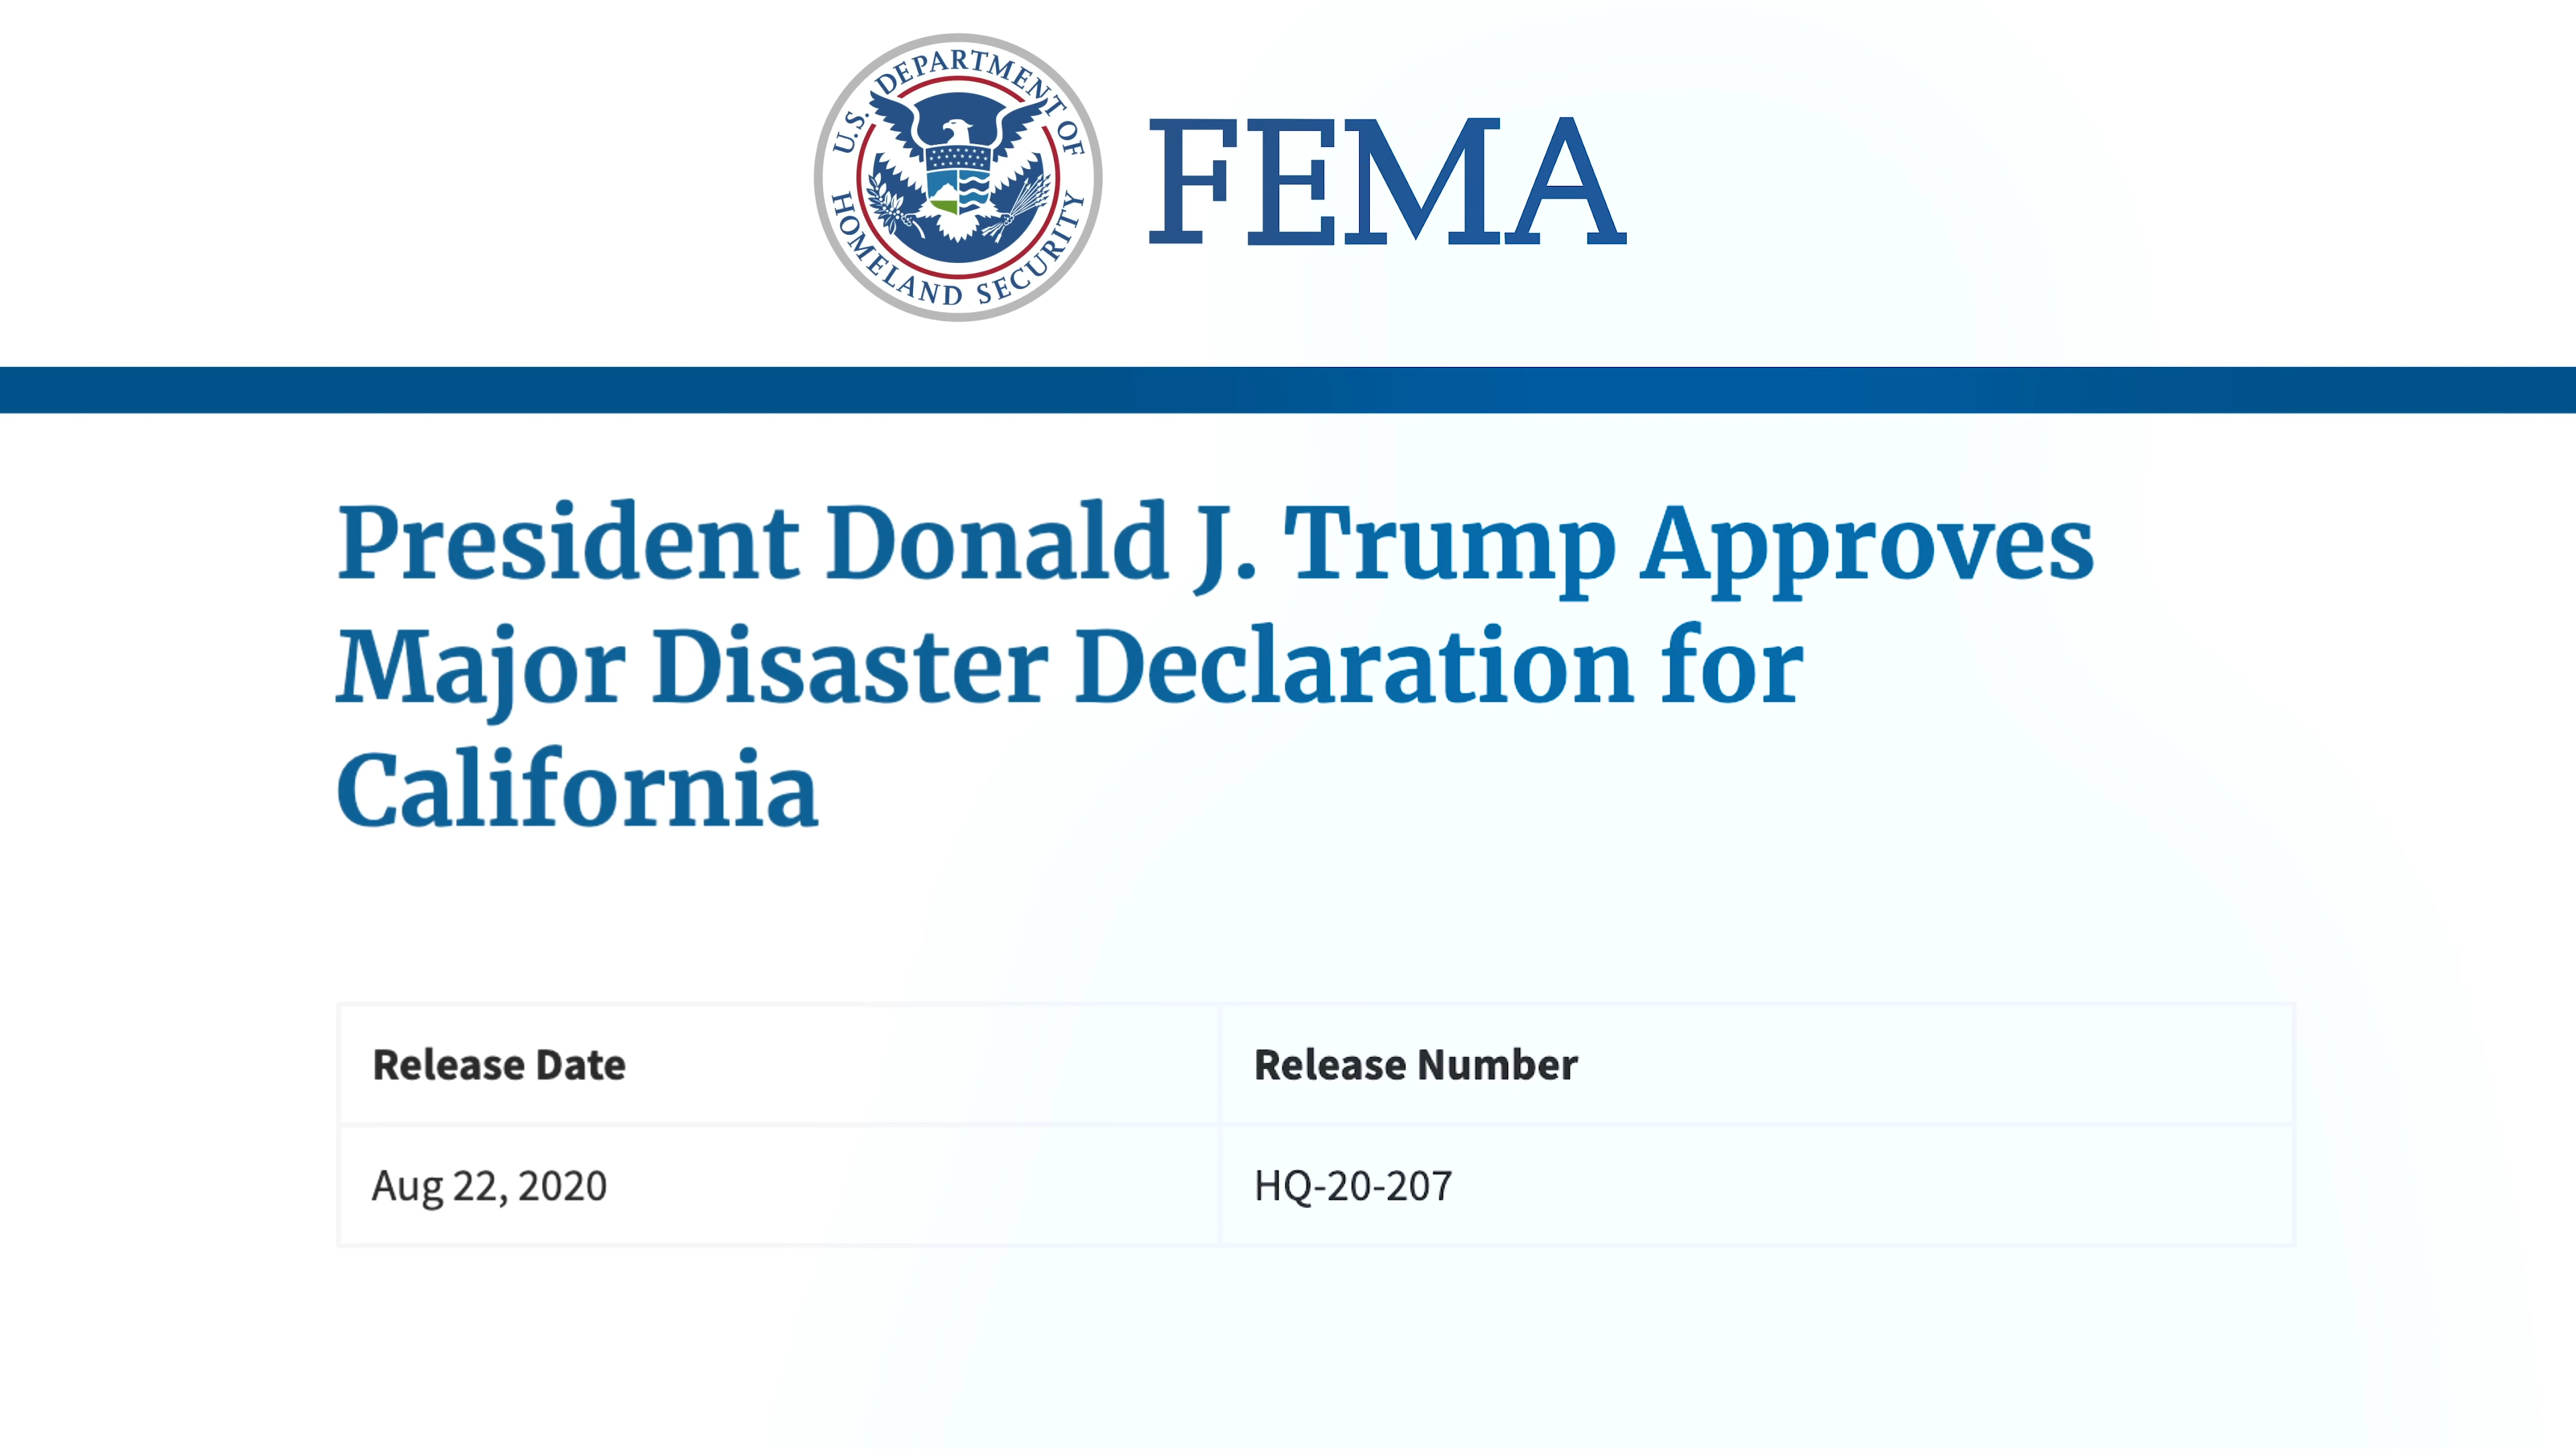 U.S. DEPARTMENT OF
HOMELAND SECURITY
FEMA
President Donald J. Trump Approves
Major Disaster Declaration for
California
Release Date
Release Number
Aug 22, 2020
HQ-20-207